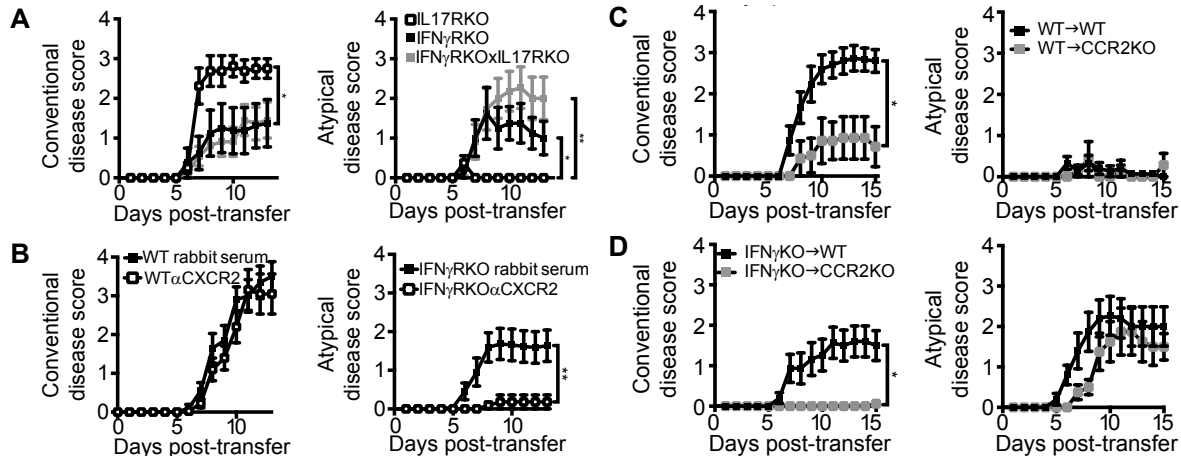 A
Conventional
disease score
4
3
2
1
0
0
5
10
Days post-transfer
*
Atypical
disease score
4
3
2
1
0
0
5
10
Days post-transfer
IL17RKO
IFNγRKO
IFNγRKOxIL17RKO
*
**
B
Conventional
disease score
4
3
2
1
0
0
5
10
Days post-transfer
WT rabbit serum
WTαCXCR2
Atypical
disease score
4
3
2
1
0
0
5
10
Days post-transfer
IFNγRKO rabbit serum
IFNγRKOαCXCR2
**
C
Conventional
disease score
4
3
2
1
0
0
5
10
15
Days post-transfer
*
Atypical
disease score
4
3
2
1
0
0
5
10
15
Days post-transfer
WT→WT
WT→CCR2KO
D
Conventional
disease score
4
3
2
1
0
0
5
10
15
Days post-transfer
IFNγKO→WT
IFNγKO→CCR2KO
*
Atypical
disease score
4
3
2
1
0
0
5
10
15
Days post-transfer